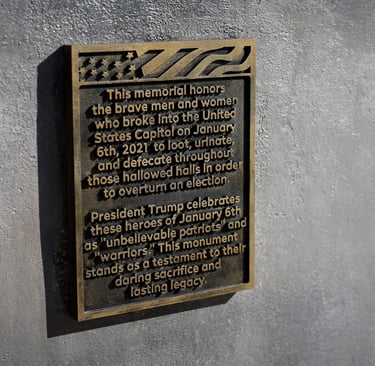 This memorial honors
the brave men and women
who broke into the United
States Capitol on January
6th, 2021 to loot, urinate,
and defecate throughout
those hallowed halls in order
to overturn an election.
President Trump celebrates
these heroes of January 6th
as "unbelievable patriots" and
"warriors." This monument
stands as a testament to their
daring sacrifice and
lasting legacy.